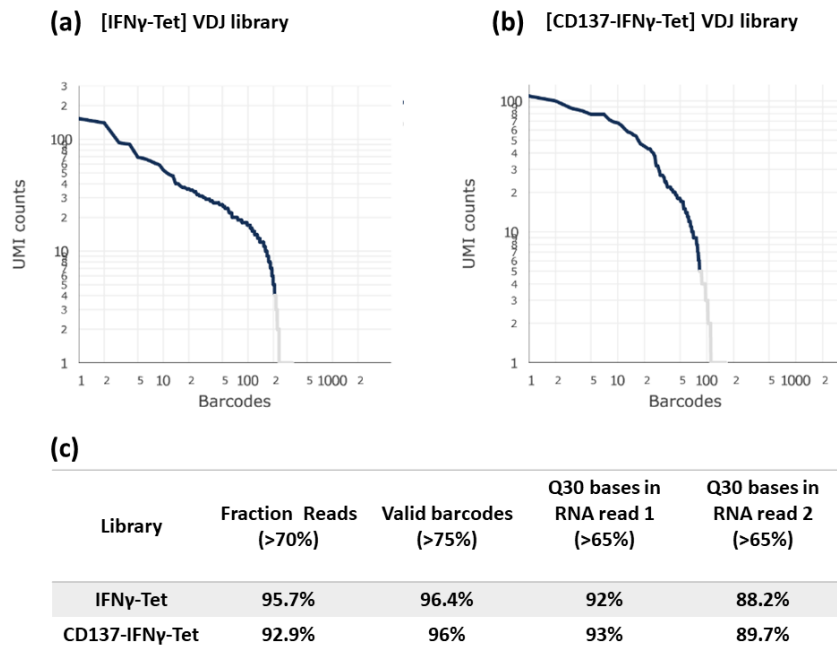 (a) [IFNγ-Tet] VDJ library
3
2
100
9
8
7
6
5
4
3
2
10
9
8
7
6
5
4
3
2
1
UMI counts
1 2 5 10 2 5 100 2 5 1000 2
Barcodes
(b) [CD137-IFNγ-Tet] VDJ library
100
9
8
7
6
5
4
3
2
10
9
8
7
6
5
4
3
2
1
UMI counts
1 2 5 10 2 5 100 2 5 1000 2
Barcodes
(c)
Library
Fraction Reads
(>70%)
Valid barcodes
(>75%)
Q30 bases in
RNA read 1
(>65%)
Q30 bases in
RNA read 2
(>65%)
IFNγ-Tet 95.7% 96.4% 92% 88.2%
CD137-IFNγ-Tet 92.9% 96% 93% 89.7%